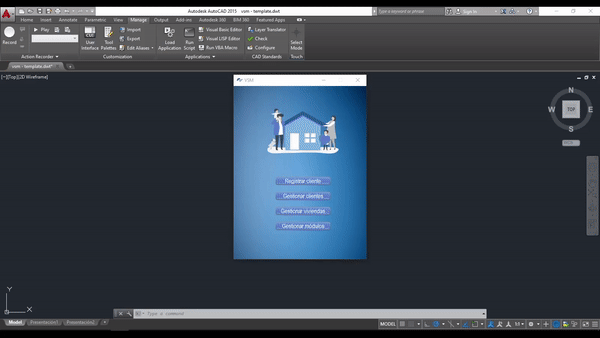 Autodesk AutoCAD 2015 vsm - template.dwt
Type a keyword or phrase
Sign In
Home Insert Annotate Parametric View Manage Output Add-ins Autodesk 360 BIM 360 Featured Apps
Record
Play
User Interface
Tool Palettes
Import
Export
Edit Aliases
Load Application
Run Script
Visual Basic Editor
Visual LISP Editor
Run VBA Macro
Layer Translator
Check
Configure
Select Mode
Action Recorder Customization Applications CAD Standards Touch
vsm - template.dwt*
[−][Top][2D Wireframe]
VSM
N
W TOP E
S
Registrar cliente
Gestionar clientes
Gestionar viviendas
Gestionar módulos
Y
X
Type a command
Model Presentación1 Presentación2 +
MODEL